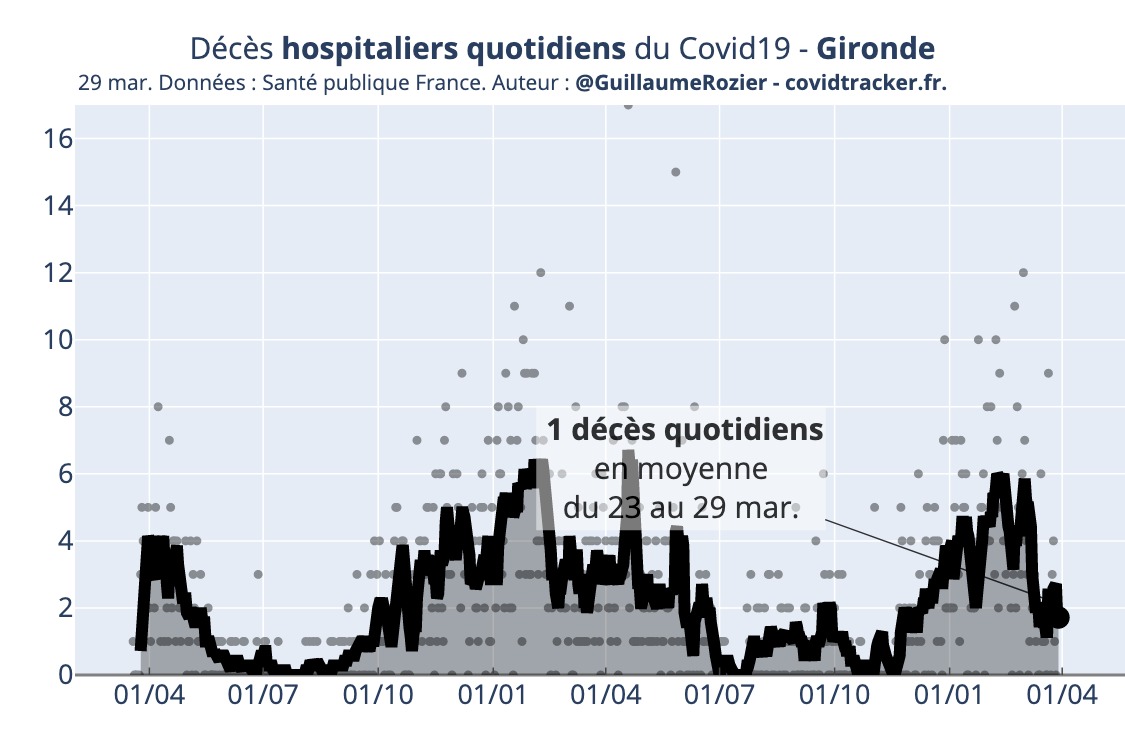 Décès hospitaliers quotidiens du Covid19 - Gironde
29 mar. Données : Santé publique France. Auteur : @GuillaumeRozier - covidtracker.fr.
16
14
12
10
8
6
4
2
0
1 décès quotidiens
en moyenne
du 23 au 29 mar.
01/04 01/07 01/10 01/01 01/04 01/07 01/10 01/01 01/04